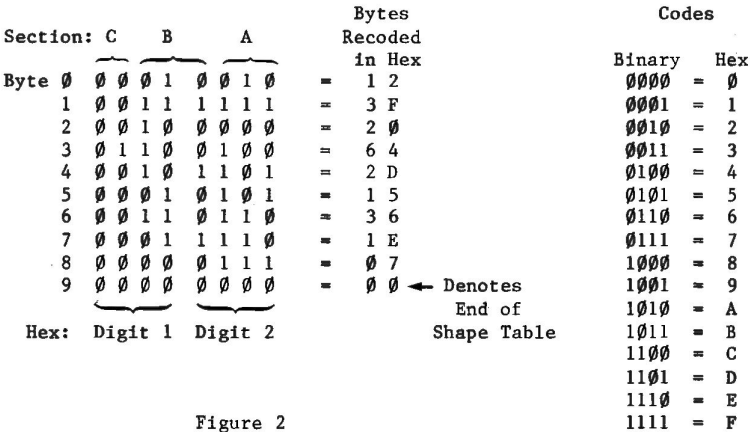 Bytes Codes
Section: C B A Recoded
in Hex Binary Hex
Byte Ø Ø Ø Ø 1 Ø Ø 1 Ø = 1 2 ØØØØ = Ø
1 Ø Ø 1 1 1 1 1 1 = 3 F ØØØ1 = 1
2 Ø Ø 1 Ø Ø Ø Ø Ø = 2 Ø ØØ1Ø = 2
3 Ø 1 1 Ø Ø 1 Ø Ø = 6 4 ØØ11 = 3
4 Ø Ø 1 Ø 1 1 Ø 1 = 2 D Ø1ØØ = 4
5 Ø Ø Ø 1 Ø 1 Ø 1 = 1 5 Ø1Ø1 = 5
6 Ø Ø 1 1 Ø 1 1 Ø = 3 6 Ø11Ø = 6
7 Ø Ø Ø 1 1 1 1 Ø = 1 E Ø111 = 7
8 Ø Ø Ø Ø Ø 1 1 1 = Ø 7 1ØØØ = 8
9 Ø Ø Ø Ø Ø Ø Ø Ø = Ø Ø ← Denotes 1ØØ1 = 9
End of 1Ø1Ø = A
Hex: Digit 1 Digit 2 Shape Table 1Ø11 = B
11ØØ = C
11Ø1 = D
111Ø = E
Figure 2 1111 = F